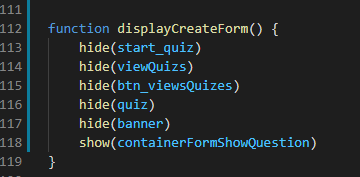 111
112 function displayCreateForm() {
113 hide(start_quiz)
114 hide(viewQuizs)
115 hide(btn_viewsQuizes)
116 hide(quiz)
117 hide(banner)
118 show(containerFormShowQuestion)
119 }